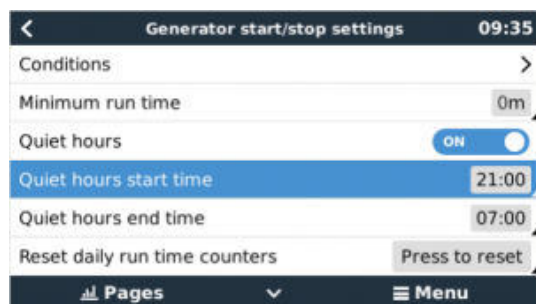 Generator start/stop settings 09:35
Conditions
Minimum run time 0m
Quiet hours ON
Quiet hours start time 21:00
Quiet hours end time 07:00
Reset daily run time counters Press to reset
Pages Menu